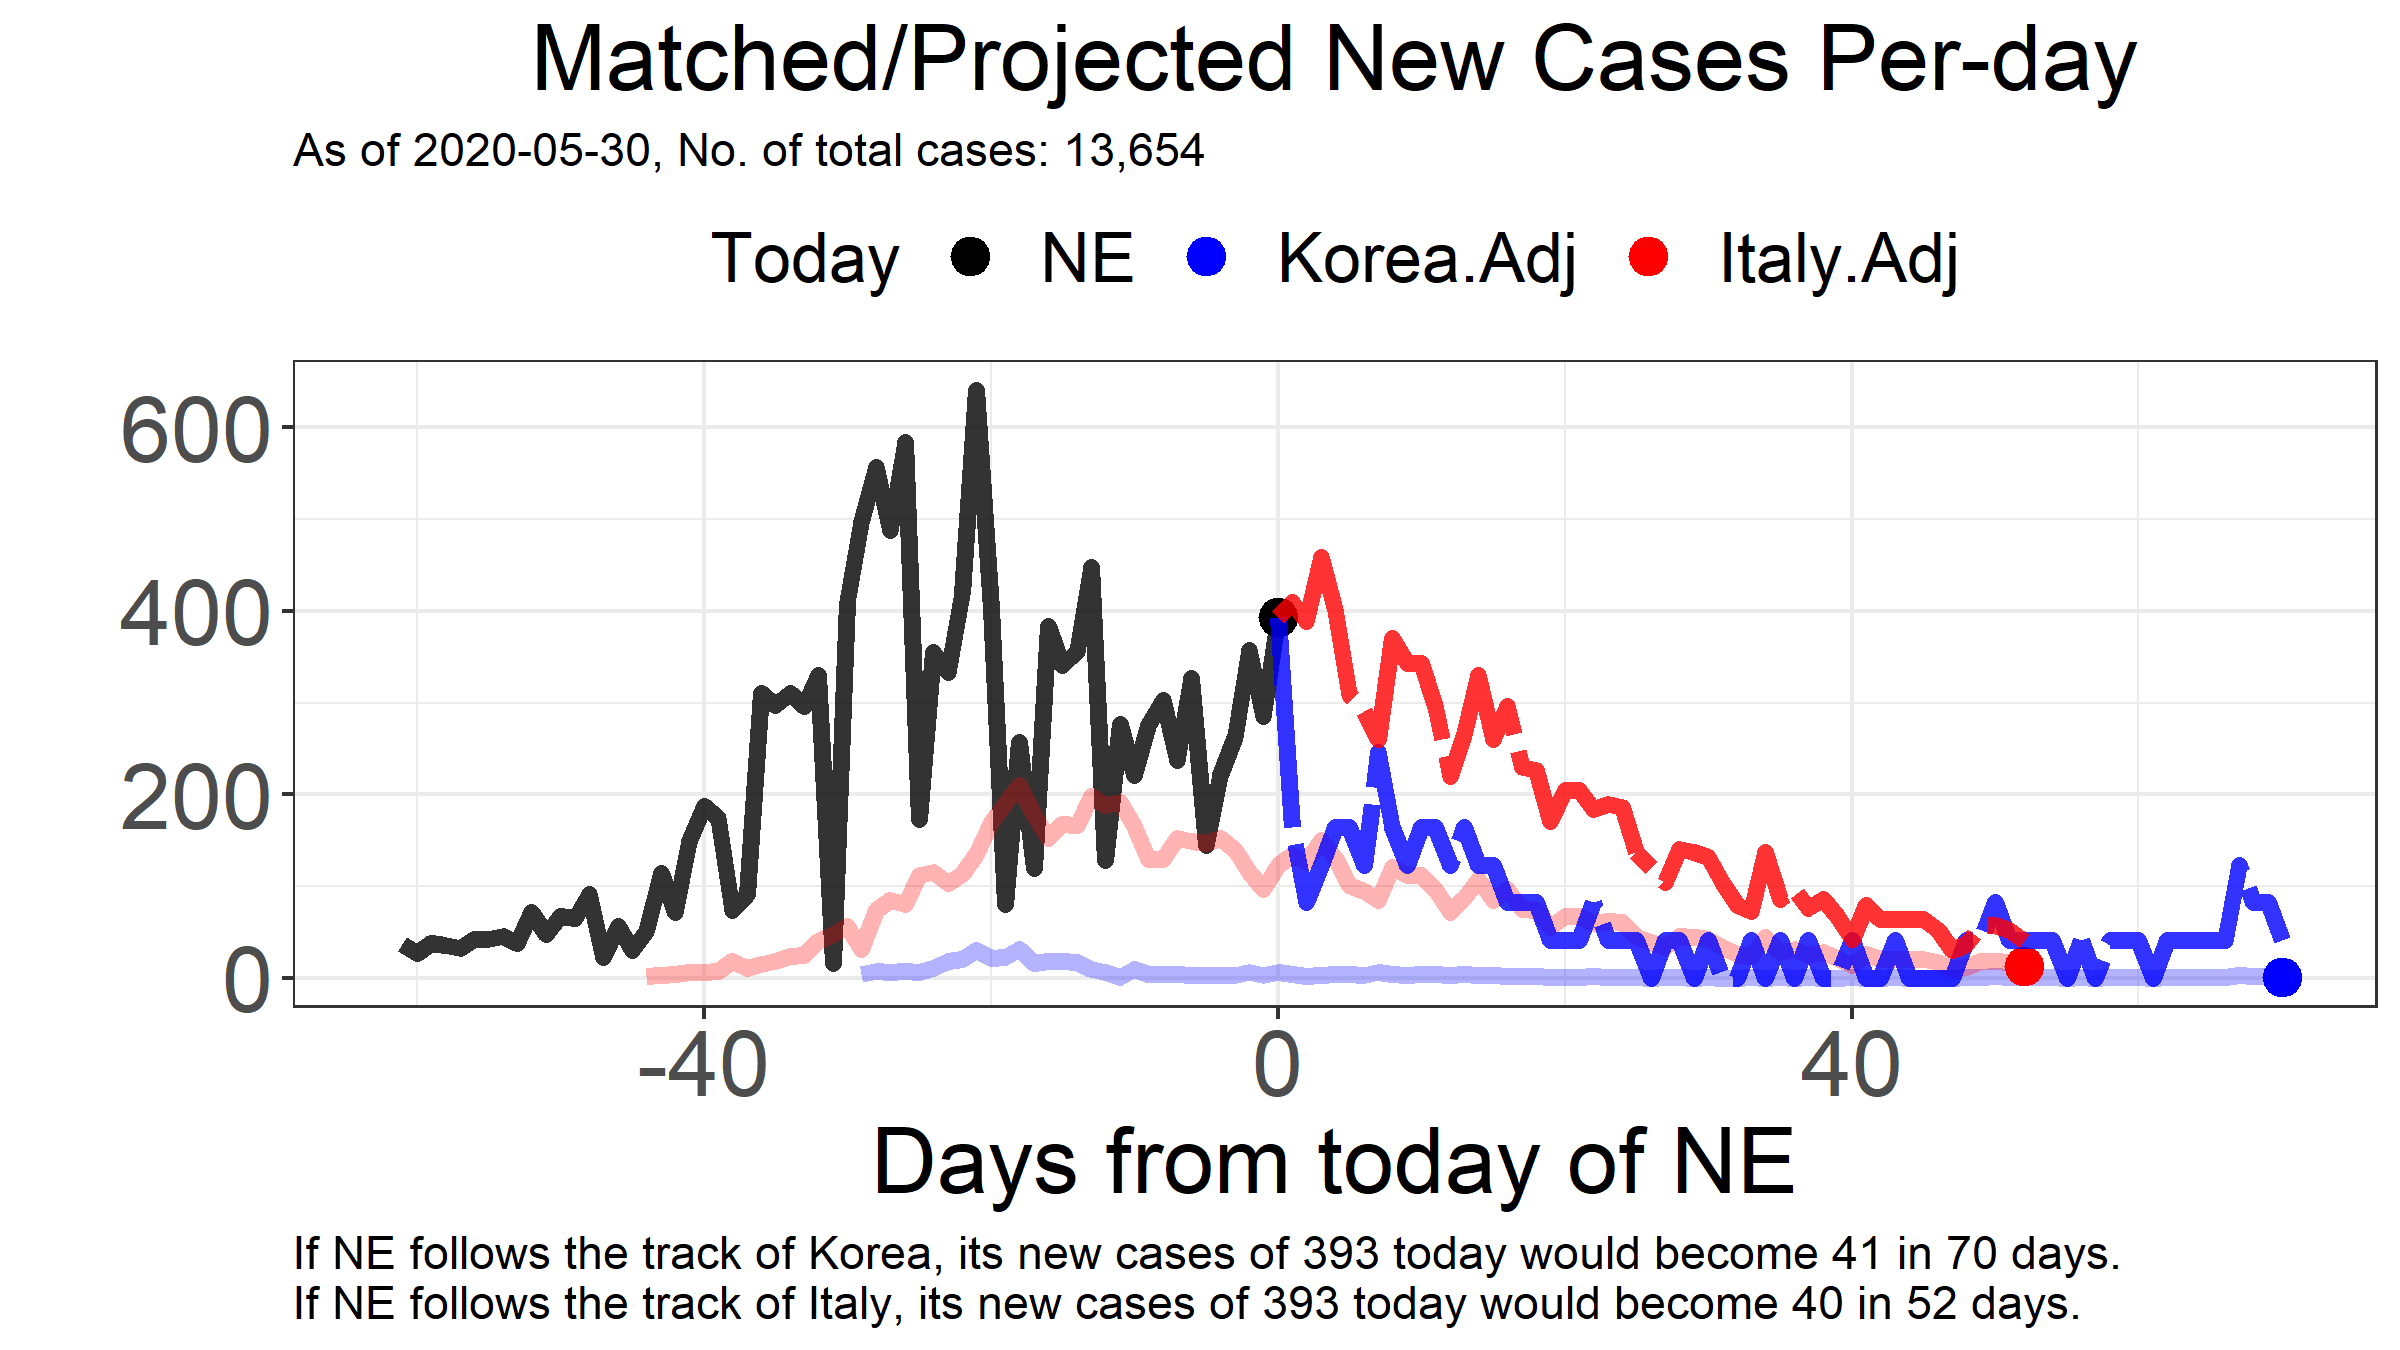 Matched/Projected New Cases Per-day
As of 2020-05-30, No. of total cases: 13,654
Today NE Korea.Adj Italy.Adj
600
400
200
0
-40 0 40
Days from today of NE
If NE follows the track of Korea, its new cases of 393 today would become 41 in 70 days.
If NE follows the track of Italy, its new cases of 393 today would become 40 in 52 days.